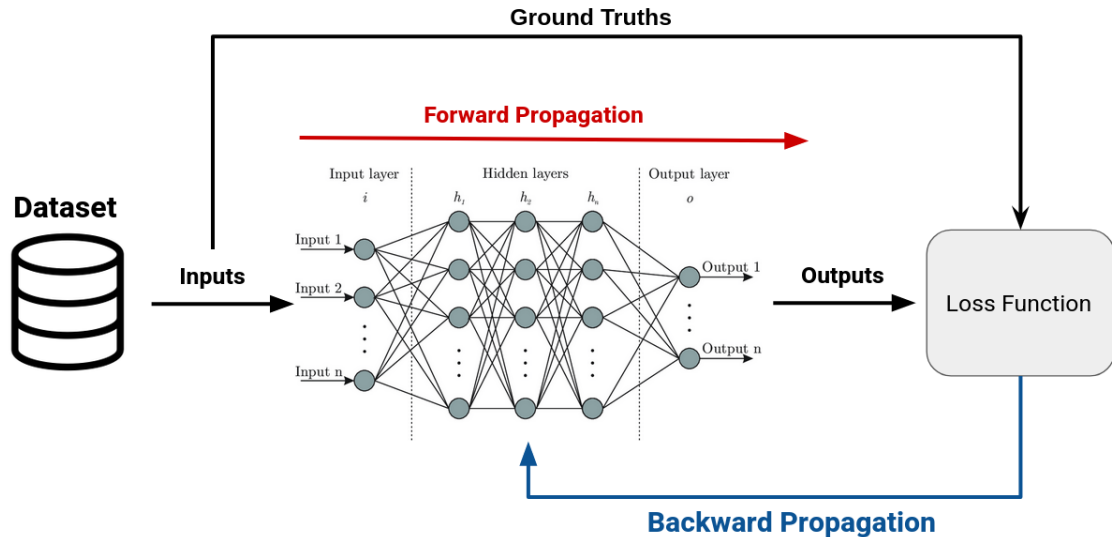 Ground Truths
Forward Propagation
Input layer
Hidden layers
Output layer
i
h1
h2
hn
o
Dataset
Inputs
Input 1
Input 2
Input n
Output 1
Output n
Outputs
Loss Function
Backward Propagation